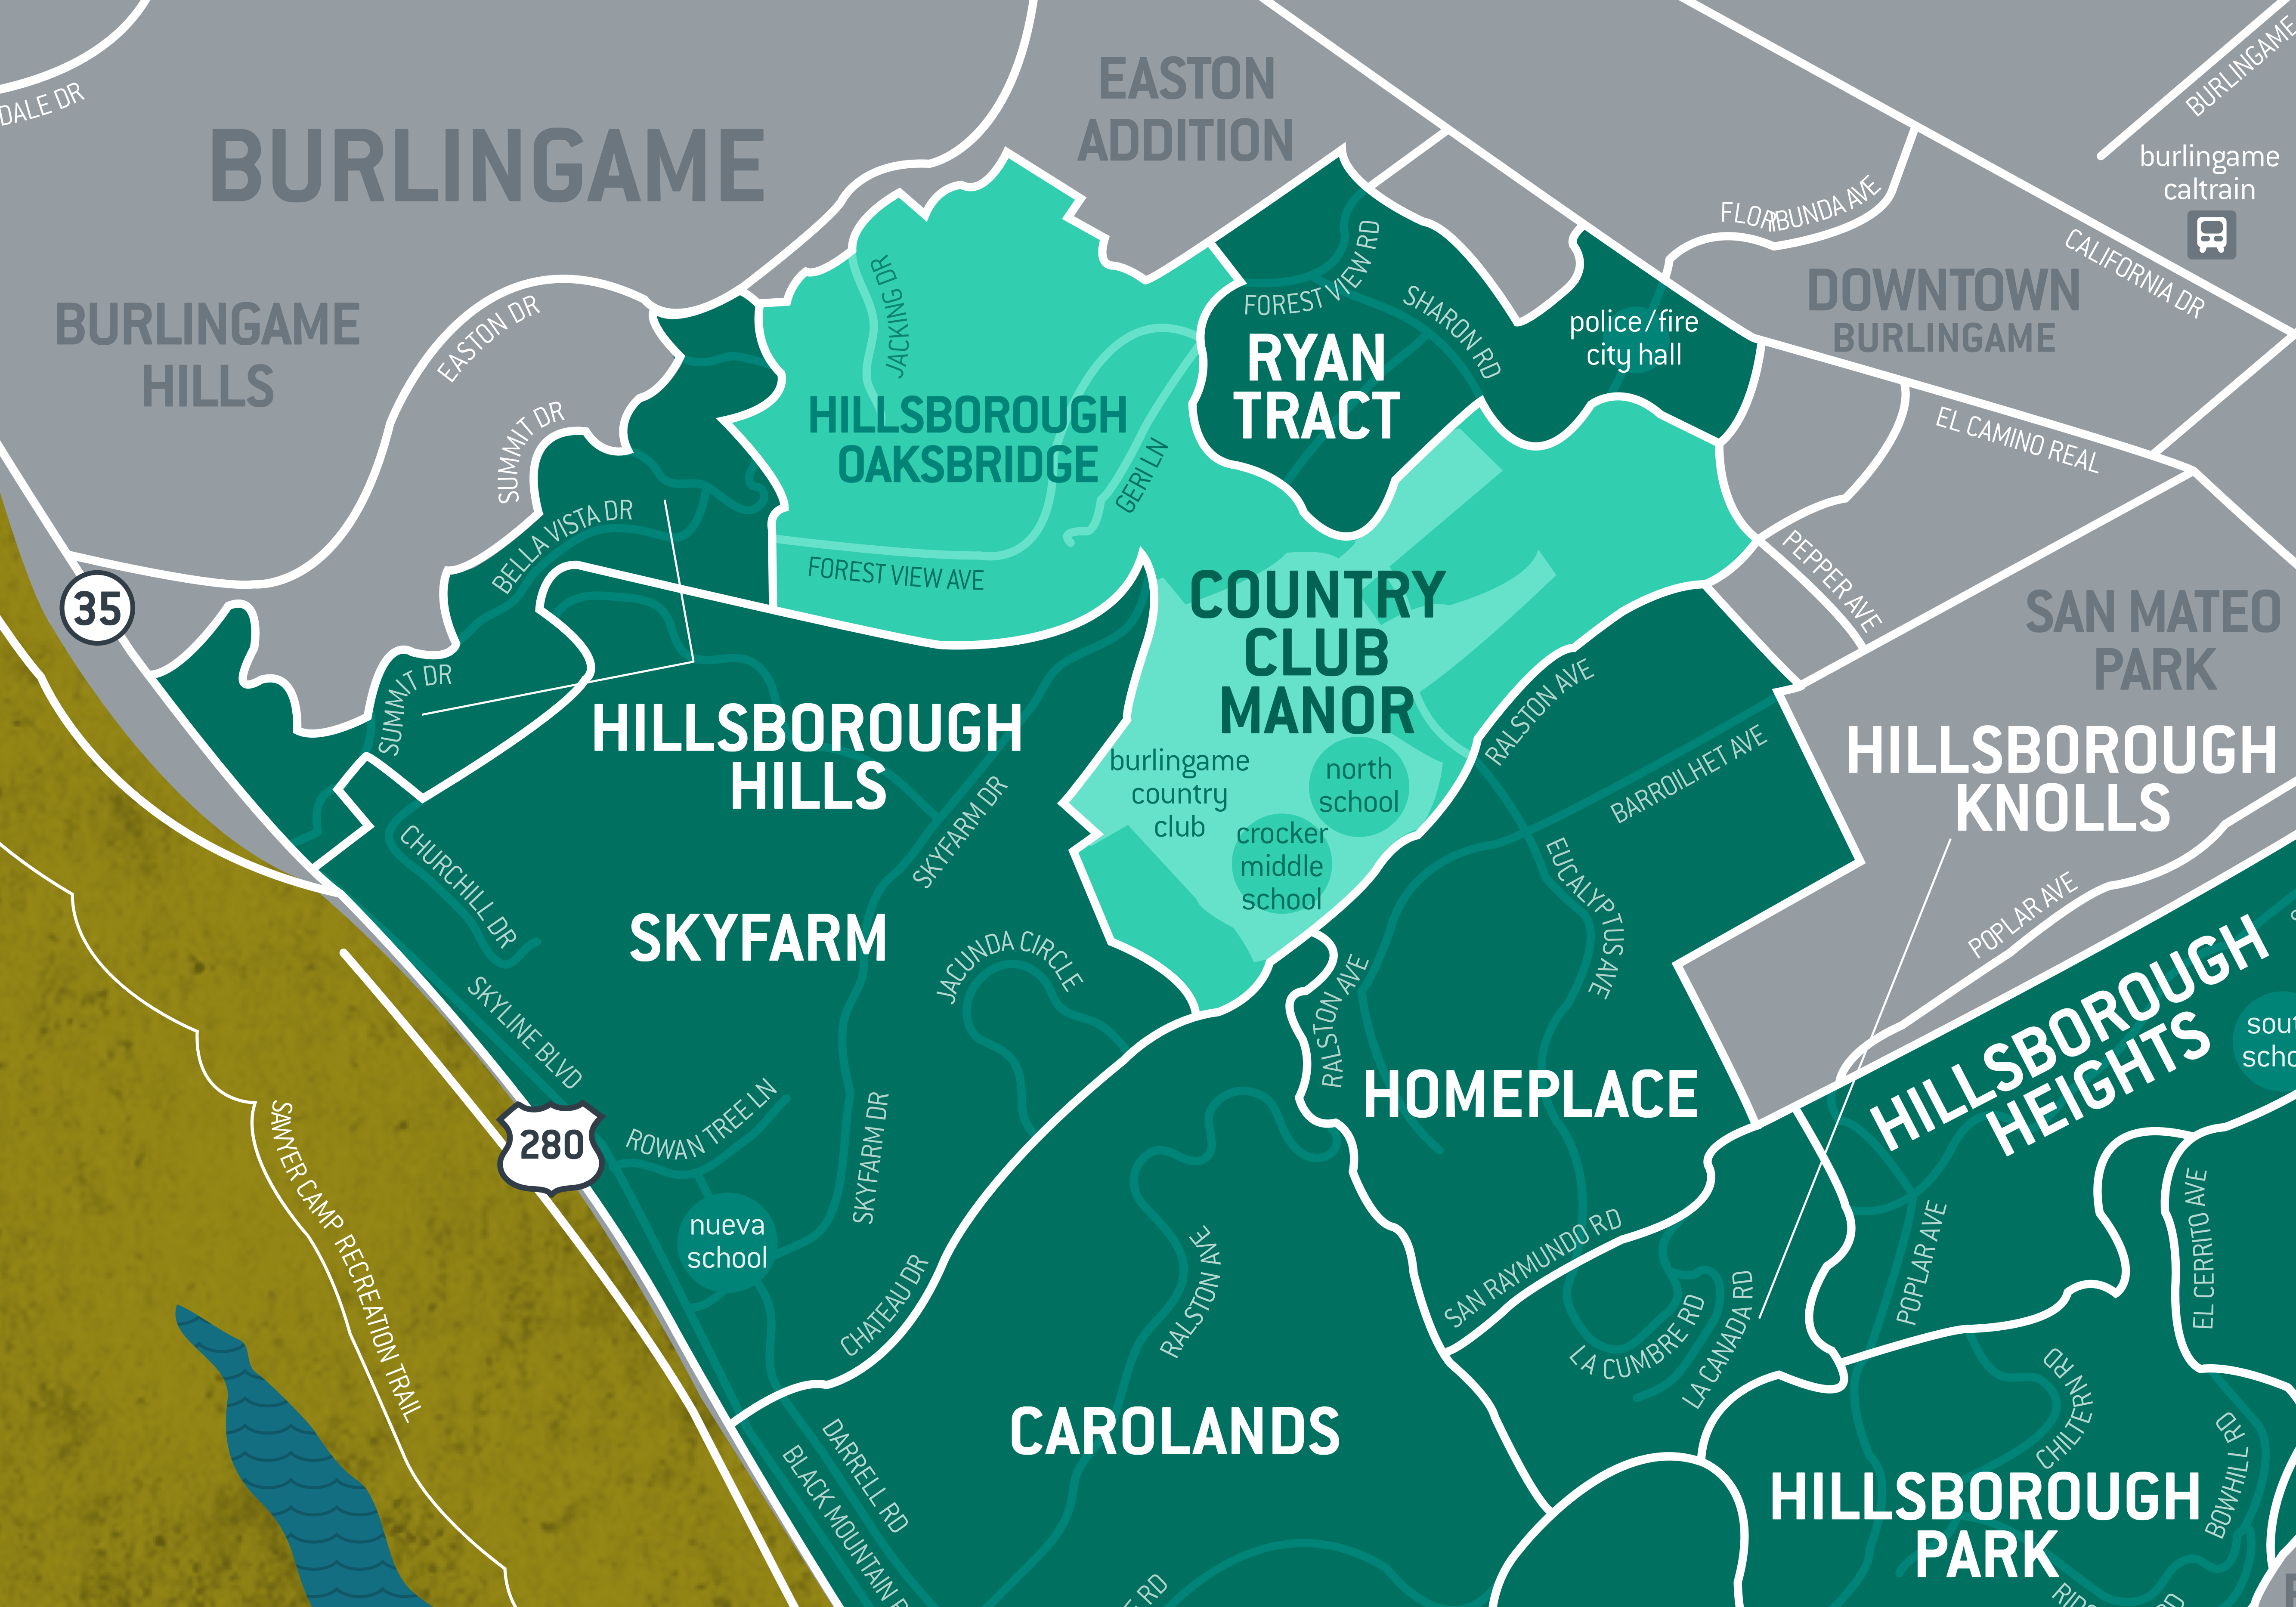 DALE DR
BURLINGAME
EASTON
ADDITION
BURLINGAME
burlingame
caltrain
FLORIBUNDA AVE
CALIFORNIA DR
BURLINGAME
HILLS
EASTON DR
SUMMIT DR
JACKING DR
HILLSBOROUGH
OAKSBRIDGE
GERI LN
FOREST VIEW RD
SHARON RD
RYAN
TRACT
police/fire
city hall
DOWNTOWN
BURLINGAME
EL CAMINO REAL
BELLA VISTA DR
FOREST VIEW AVE
35
COUNTRY
CLUB
MANOR
PEPPER AVE
SAN MATEO
PARK
SUMMIT DR
HILLSBOROUGH
HILLS
burlingame
country
club
north
school
crocker
middle
school
RALSTON AVE
BARROILHET AVE
HILLSBOROUGH
KNOLLS
CHURCHILL DR
SKYFARM DR
EUCALYPTUS AVE
POPLAR AVE
SKYFARM
JACUNDA CIRCLE
SKYLINE BLVD
RALSTON AVE
HILLSBOROUGH
HEIGHTS
280
ROWAN TREE LN
SKYFARM DR
HOMEPLACE
SAWYER CAMP RECREATION TRAIL
nueva
school
CHATEAU DR
RALSTON AVE
SAN RAYMUNDO RD
LA CUMBRE RD
LA CANADA RD
POPLAR AVE
EL CERRITO AVE
CAROLANDS
DARRELL RD
BLACK MOUNTAIN
CHILTERN RD
BOWHILL RD
HILLSBOROUGH
PARK
RD